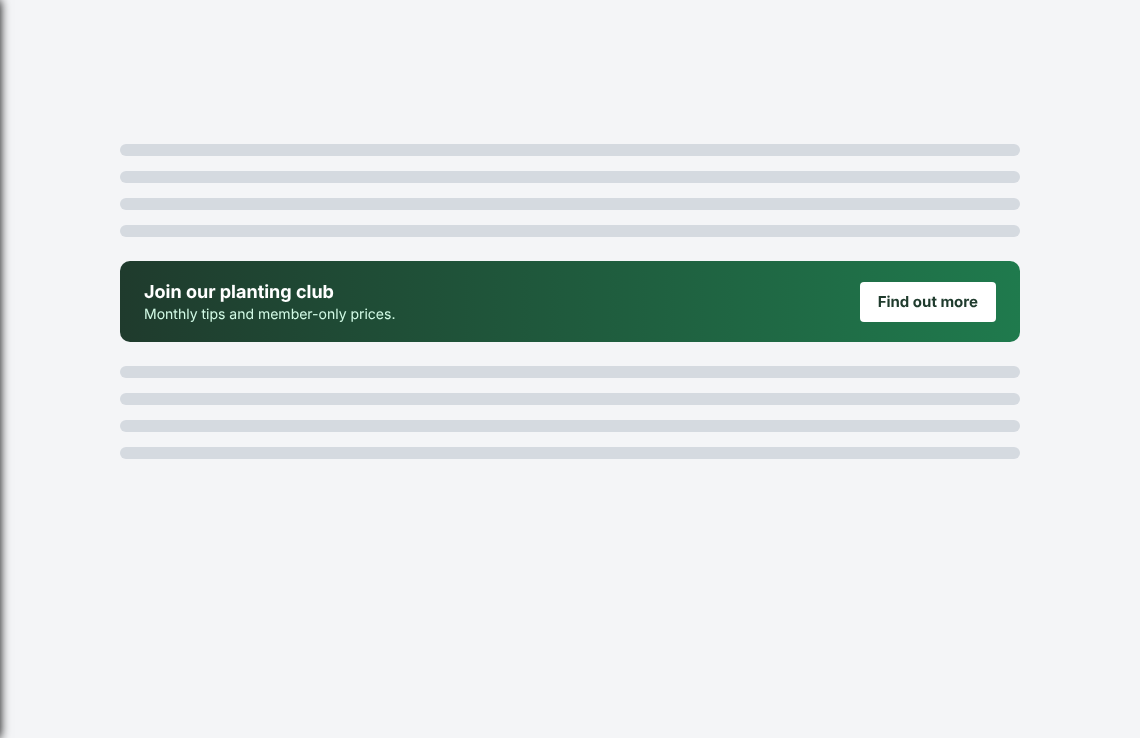 Join our planting club
Monthly tips and member-only prices.
Find out more